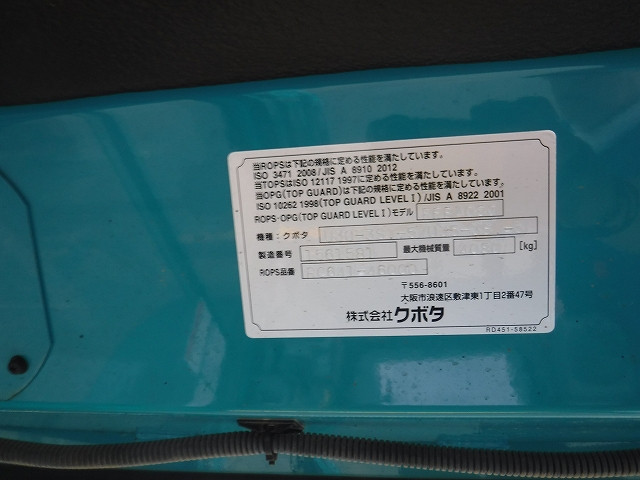 当ROPSは下記の規格に定める性能を満たしています。
ISO 3471 2008/JIS A 8910 2012
当TOPSはISO 12117 1997に定める性能を満たしています。
当OPG(TOP GUARD)は下記の規格に定める性能を満たしています。
ISO 10262 1998(TOP GUARD LEVELⅠ)/JIS A 8922 2001
ROPS・OPG(TOP GUARD LEVELⅠ)モデル
機種：クボタ
製造番号 最大機械質量 [kg]
ROPS品番
〒556-8601
大阪市浪速区敷津東1丁目2番47号
株式会社クボタ
RD451-58522